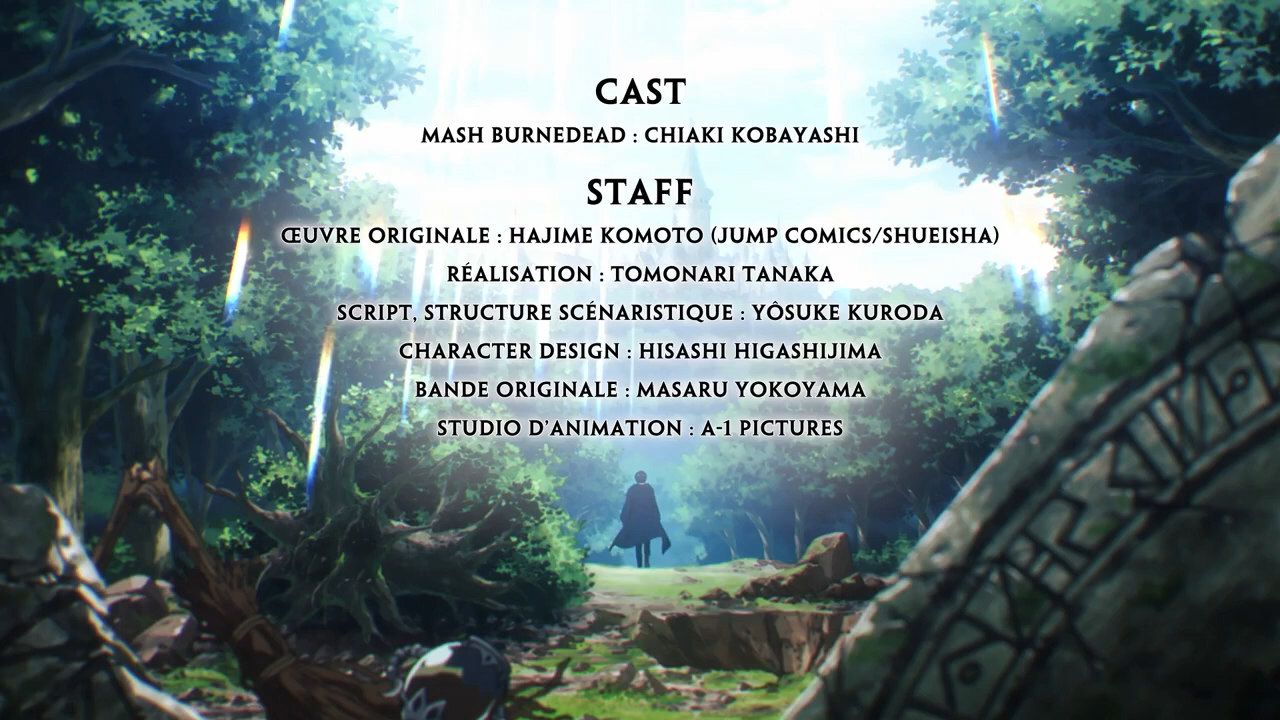 CAST
MASH BURNEDEAD : CHIAKI KOBAYASHI
STAFF
ŒUVRE ORIGINALE : HAJIME KOMOTO (JUMP COMICS/SHUEISHA)
RÉALISATION : TOMONARI TANAKA
SCRIPT, STRUCTURE SCÉNARISTIQUE : YÔSUKE KURODA
CHARACTER DESIGN : HISASHI HIGASHIJIMA
BANDE ORIGINALE : MASARU YOKOYAMA
STUDIO D’ANIMATION : A-1 PICTURES